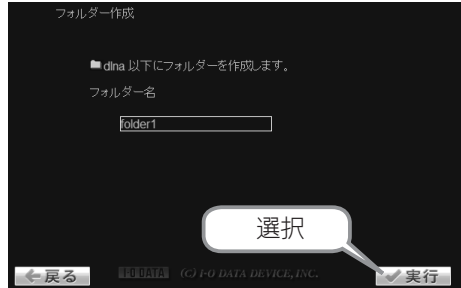 フォルダー作成
dlna 以下にフォルダーを作成します。
フォルダー名
folder1
選択
戻る
I-O DATA (C) I-O DATA DEVICE, INC.
実行